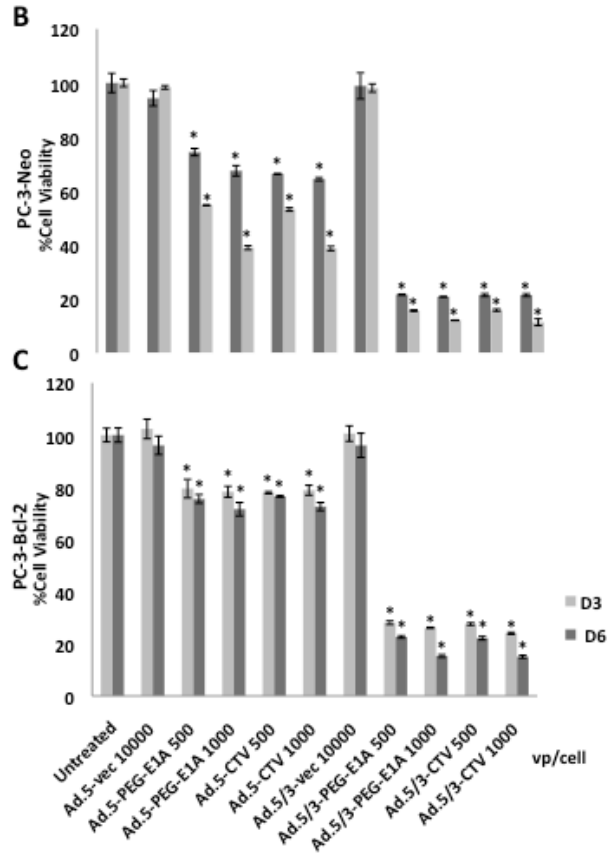 B
120
100
80
60
40
20
0
PC-3-Neo
%Cell Viability
* * * * * * * * * * * * * * * *
C
120
100
80
60
40
20
0
PC-3-Bcl-2
%Cell Viability
* * * * * * * * * * * * * * * *
D3
D6
Untreated
Ad.5-vec 10000
Ad.5-PEG-E1A 500
Ad.5-PEG-E1A 1000
Ad.5-CTV 500
Ad.5-CTV 1000
Ad.5/3-vec 10000
Ad.5/3-PEG-E1A 500
Ad.5/3-PEG-E1A 1000
Ad.5/3-CTV 500
Ad.5/3-CTV 1000
vp/cell